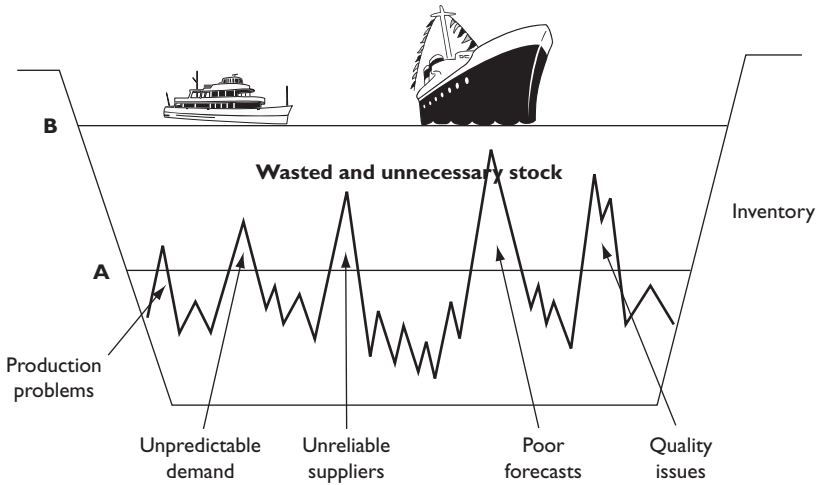 B
Wasted and unnecessary stock
Inventory
A
Production
problems
Unpredictable
demand
Unreliable
suppliers
Poor
forecasts
Quality
issues